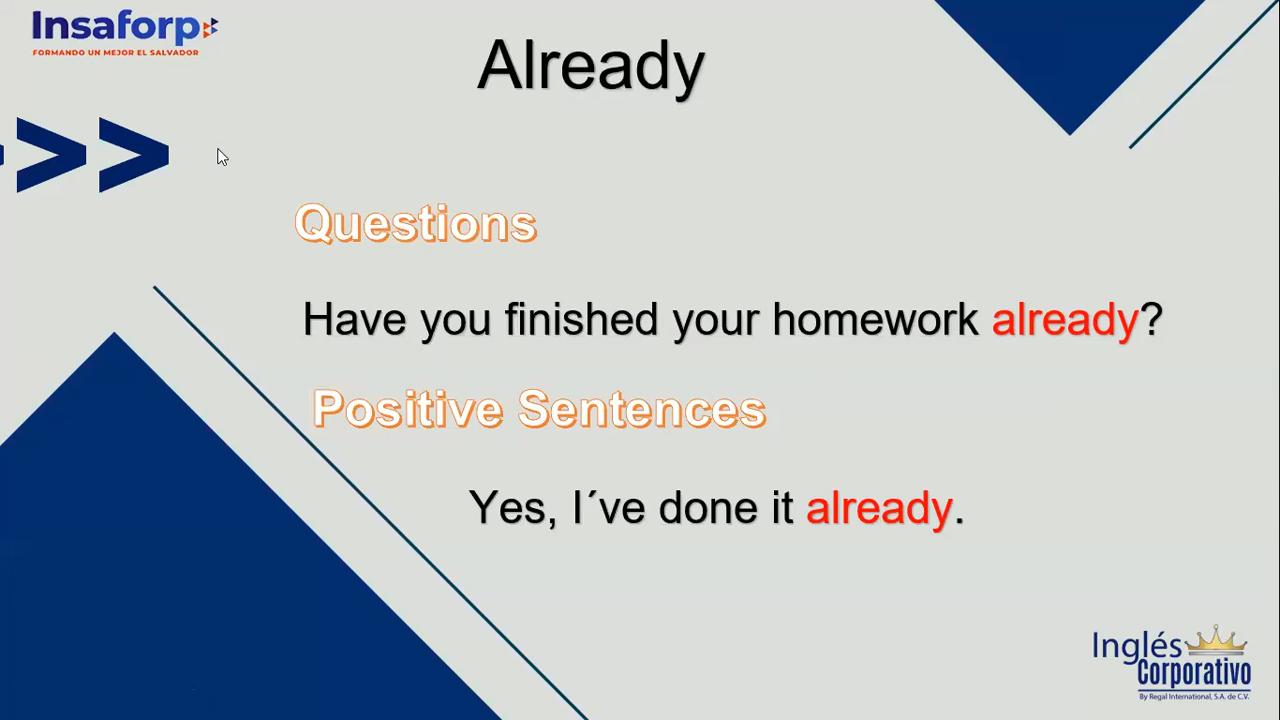 Insaforp
FORMANDO UN MEJOR EL SALVADOR
Already
>>
Questions
Have you finished your homework already?
Positive Sentences
Yes, I´ve done it already.
Inglés
Corporativo
By Regal International, S.A. de C.V.